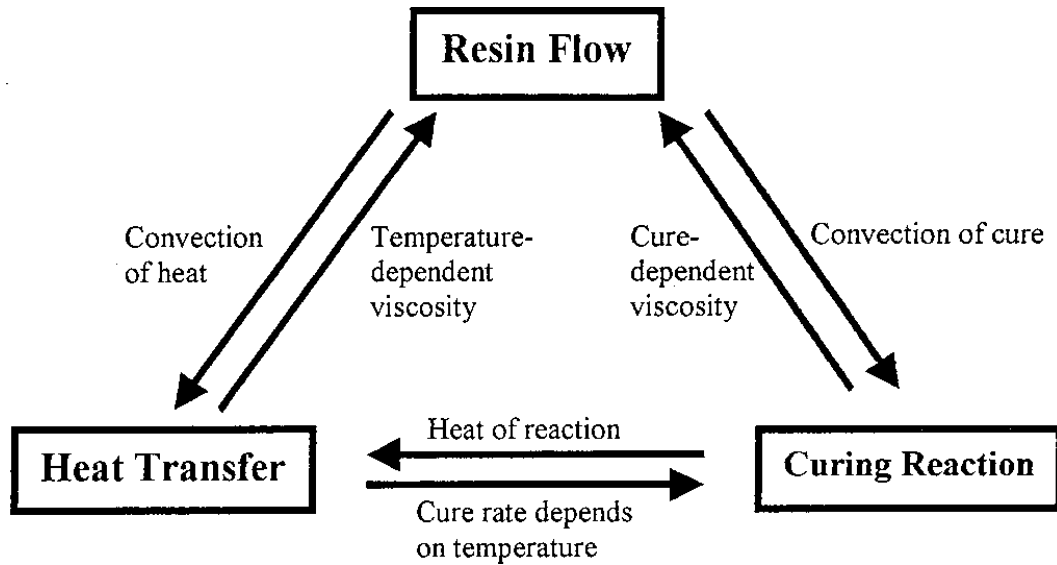 Resin Flow
Convection
of heat
Temperature-
dependent
viscosity
Cure-
dependent
viscosity
Convection of cure
Heat Transfer
Heat of reaction
Cure rate depends
on temperature
Curing Reaction